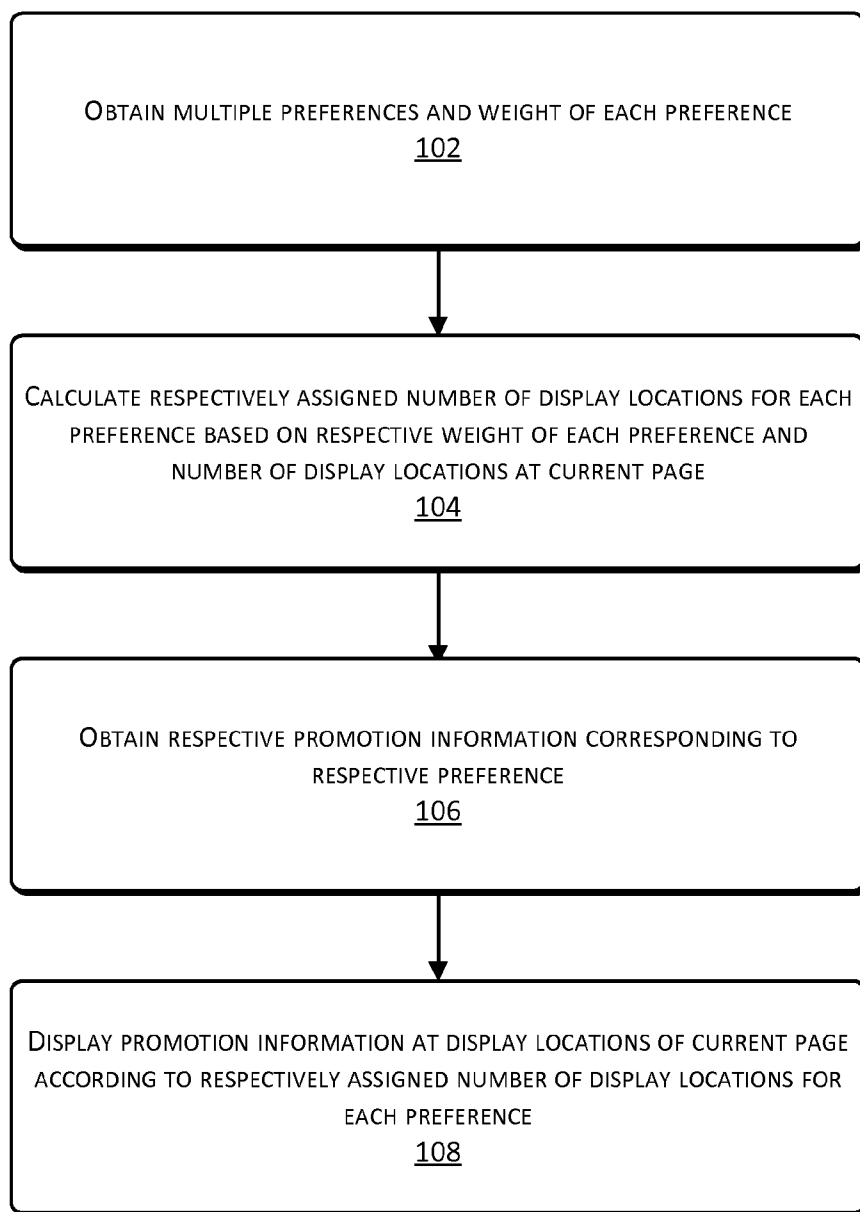 OBTAIN MULTIPLE PREFERENCES AND WEIGHT OF EACH PREFERENCE
102
CALCULATE RESPECTIVELY ASSIGNED NUMBER OF DISPLAY LOCATIONS FOR EACH
PREFERENCE BASED ON RESPECTIVE WEIGHT OF EACH PREFERENCE AND
NUMBER OF DISPLAY LOCATIONS AT CURRENT PAGE
104
OBTAIN RESPECTIVE PROMOTION INFORMATION CORRESPONDING TO
RESPECTIVE PREFERENCE
106
DISPLAY PROMOTION INFORMATION AT DISPLAY LOCATIONS OF CURRENT PAGE
ACCORDING TO RESPECTIVELY ASSIGNED NUMBER OF DISPLAY LOCATIONS FOR
EACH PREFERENCE
108